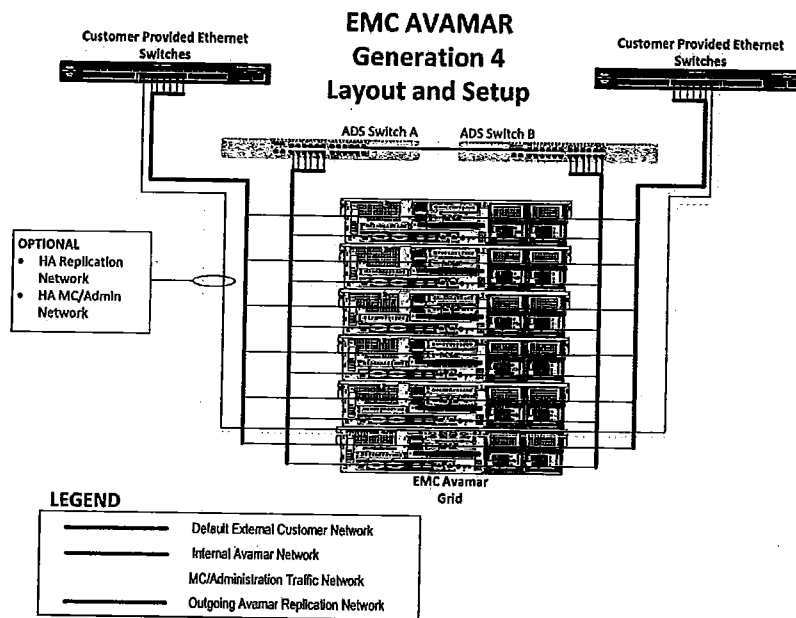 EMC AVAMAR
Generation 4
Layout and Setup
Customer Provided Ethernet
Switches
Customer Provided Ethernet
Switches
ADS Switch A
ADS Switch B
OPTIONAL
• HA Replication
Network
• HA MC/Admin
Network
EMC Avamar
Grid
LEGEND
Default External Customer Network
Internal Avamar Network
MC/Administration Traffic Network
Outgoing Avamar Replication Network